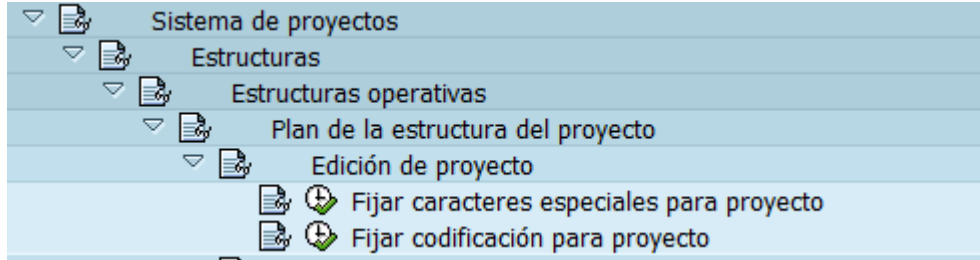 Sistema de proyectos
Estructuras
Estructuras operativas
Plan de la estructura del proyecto
Edición de proyecto
Fijar caracteres especiales para proyecto
Fijar codificación para proyecto